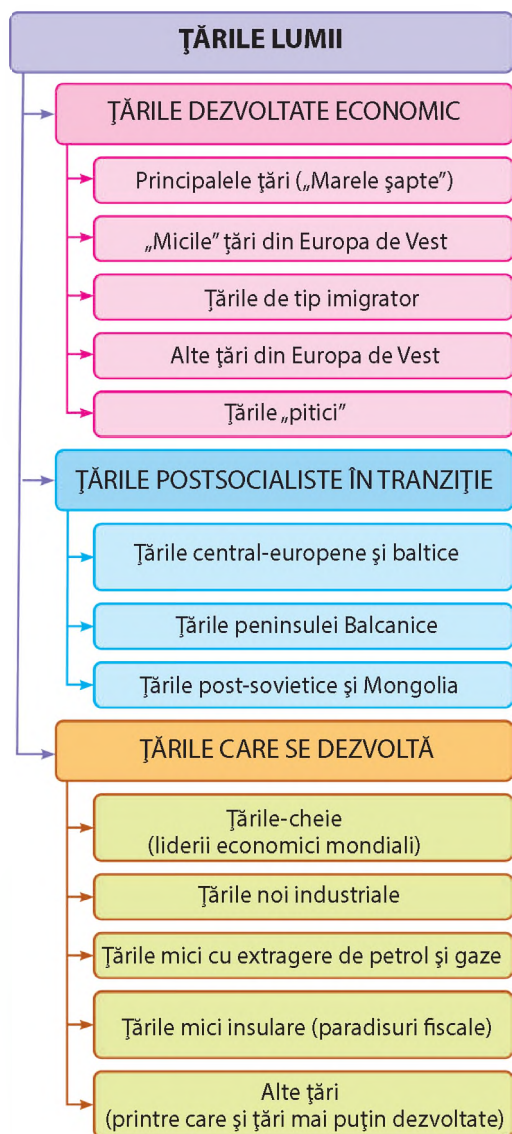 ŢĂRILE LUMII
ŢĂRILE DEZVOLTATE ECONOMIC
Principalele ţări („Marele şapte”)
„Micile” ţări din Europa de Vest
Ţările de tip imigrator
Alte ţări din Europa de Vest
Ţările „pitici”
ŢĂRILE POSTSOCIALISTE ÎN TRANZIŢIE
Ţările central-europene şi baltice
Ţările peninsulei Balcanice
Ţările post-sovietice şi Mongolia
ŢĂRILE CARE SE DEZVOLTĂ
Ţările-cheie
(liderii economici mondiali)
Ţările noi industriale
Ţările mici cu extragere de petrol şi gaze
Ţările mici insulare (paradisuri fiscale)
Alte ţări
(printre care şi ţări mai puţin dezvoltate)